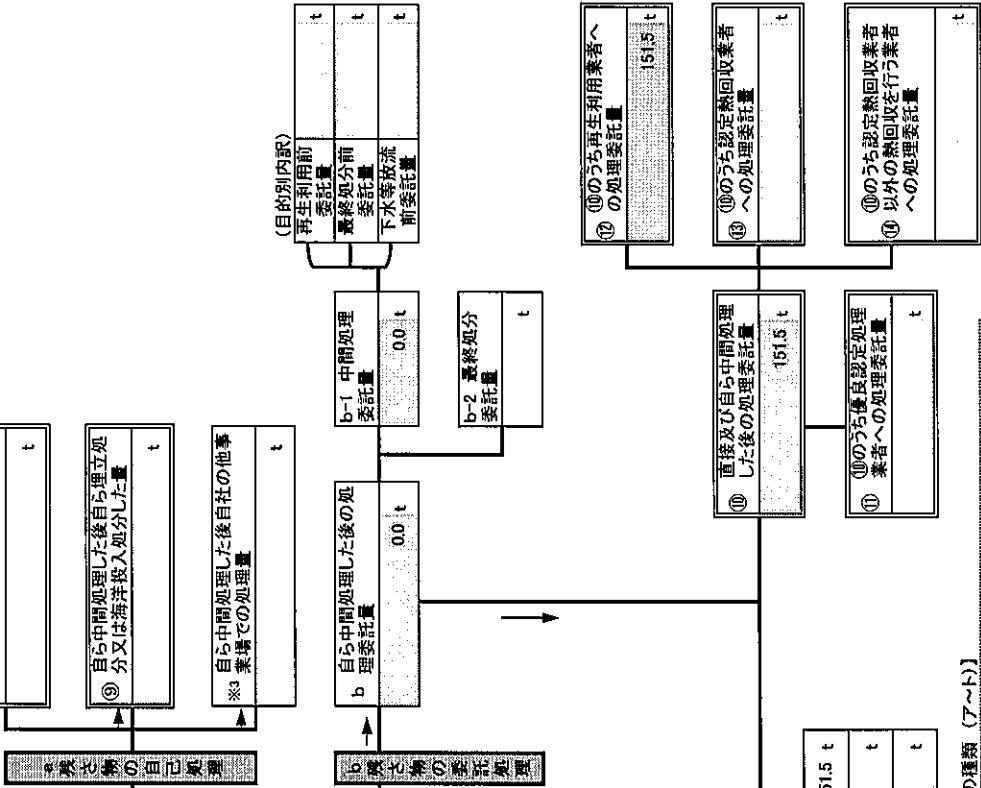 t
⑨ 自ら中間処理した後自ら埋立処
分又は海洋投入処分した量
t
※3 自ら中間処理した後自社の他事
業場での処理量
t
a 残さ物の自己処理
b 残さ物の委託処理
b 自ら中間処理した後の処
理委託量
0.0 t
b-1 中間処理
委託量
0.0 t
b-2 最終処分
委託量
t
(目的別内訳)
再生利用前
委託量
t
最終処分前
委託量
t
下水等放流
前委託量
t
⑩ 直接及び自ら中間処理
した後の処理委託量
151.5 t
⑪ ⑩のうち優良認定処理
業者への処理委託量
t
⑫ ⑩のうち再生利用業者へ
の処理委託量
151.5 t
⑬ ⑩のうち認定熱回収業者
への処理委託量
t
⑭ ⑩のうち認定熱回収業者
以外の熱回収を行う業者
への処理委託量
t
51.5 t
t
t
の種類 (ア~ト)】